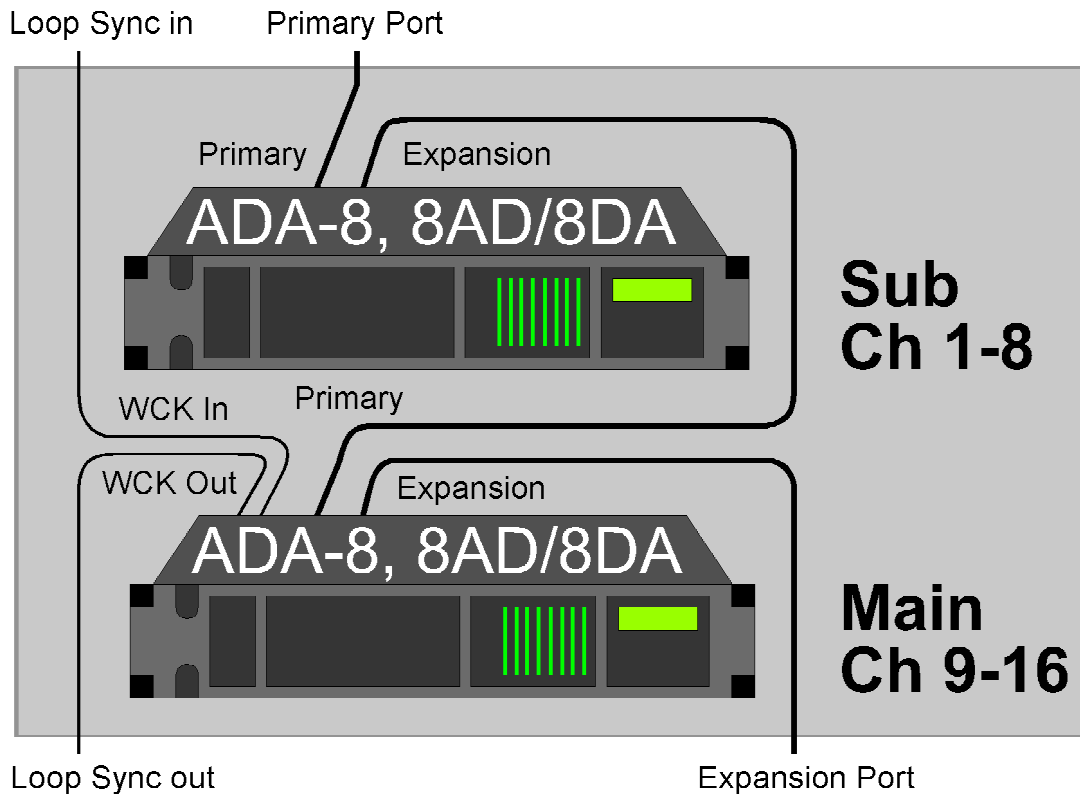 Loop Sync in
Primary Port
Primary
Expansion
ADA-8, 8AD/8DA
Sub
Ch 1-8
Primary
WCK In
WCK Out
Expansion
ADA-8, 8AD/8DA
Main
Ch 9-16
Loop Sync out
Expansion Port